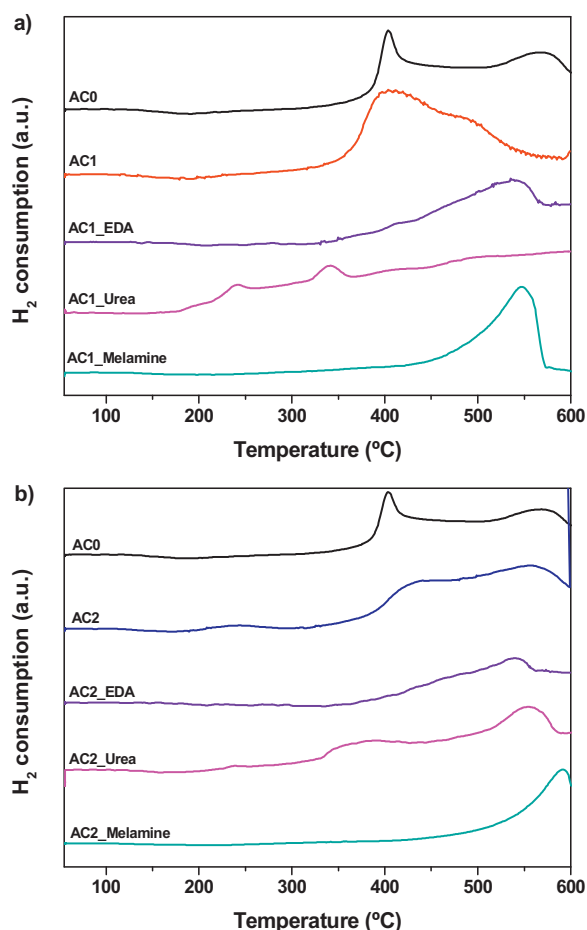 a)
H₂ consumption (a.u.)
AC0
AC1
AC1_EDA
AC1_Urea
AC1_Melamine
100 200 300 400 500 600
Temperature (ºC)
b)
H₂ consumption (a.u.)
AC0
AC2
AC2_EDA
AC2_Urea
AC2_Melamine
100 200 300 400 500 600
Temperature (ºC)